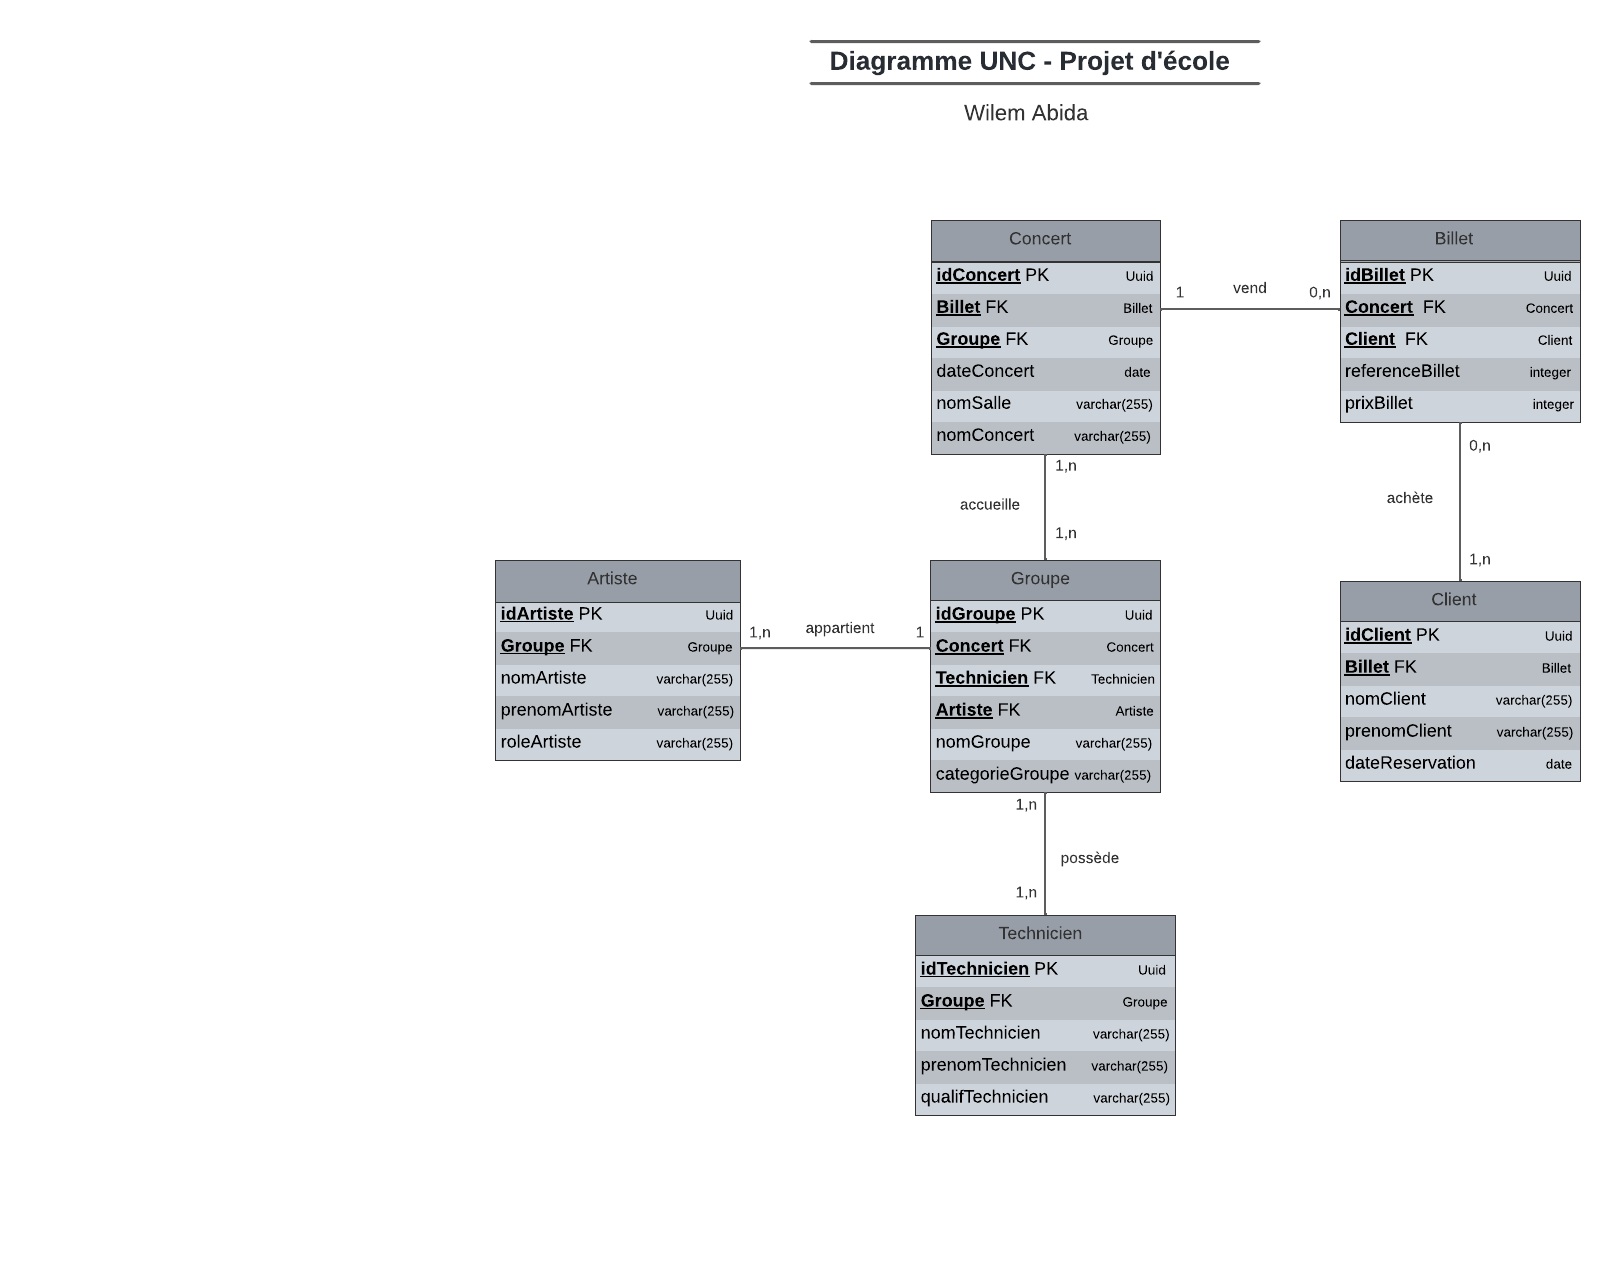 Diagramme UNC - Projet d'école
Wilem Abida
Concert
idConcert PK Uuid
Billet FK Billet
Groupe FK Groupe
dateConcert date
nomSalle varchar(255)
nomConcert varchar(255)
1 vend 0,n
Billet
idBillet PK Uuid
Concert FK Concert
Client FK Client
referenceBillet integer
prixBillet integer
1,n
accueille
1,n
0,n
achète
1,n
Artiste
idArtiste PK Uuid
Groupe FK Groupe
nomArtiste varchar(255)
prenomArtiste varchar(255)
roleArtiste varchar(255)
1,n appartient 1
Groupe
idGroupe PK Uuid
Concert FK Concert
Technicien FK Technicien
Artiste FK Artiste
nomGroupe varchar(255)
categorieGroupe varchar(255)
Client
idClient PK Uuid
Billet FK Billet
nomClient varchar(255)
prenomClient varchar(255)
dateReservation date
1,n
possède
1,n
Technicien
idTechnicien PK Uuid
Groupe FK Groupe
nomTechnicien varchar(255)
prenomTechnicien varchar(255)
qualifTechnicien varchar(255)